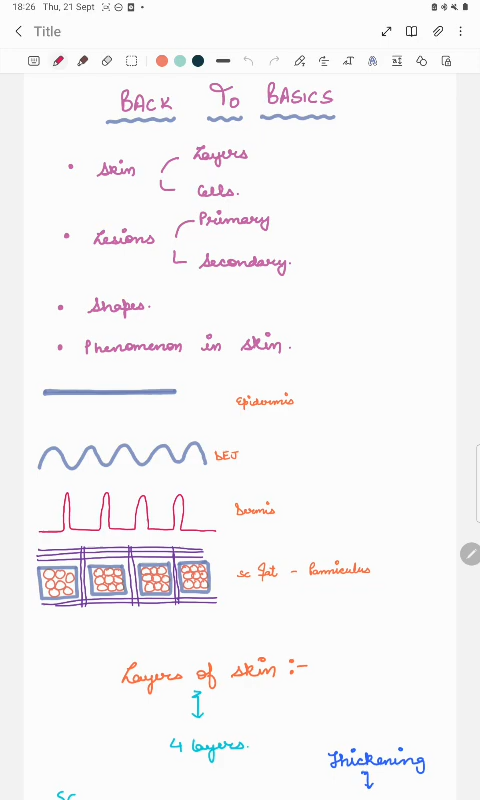 18:26 Thu, 21 Sept
Title
BACK TO BASICS
• Skin
Layers
Cells.
• Lesions
Primary
Secondary.
• Shapes.
• Phenomenon in skin.
Epidermis
DEJ
Dermis
sc fat - Panniculus
Layers of skin :-
4 layers.
Thickening
SC